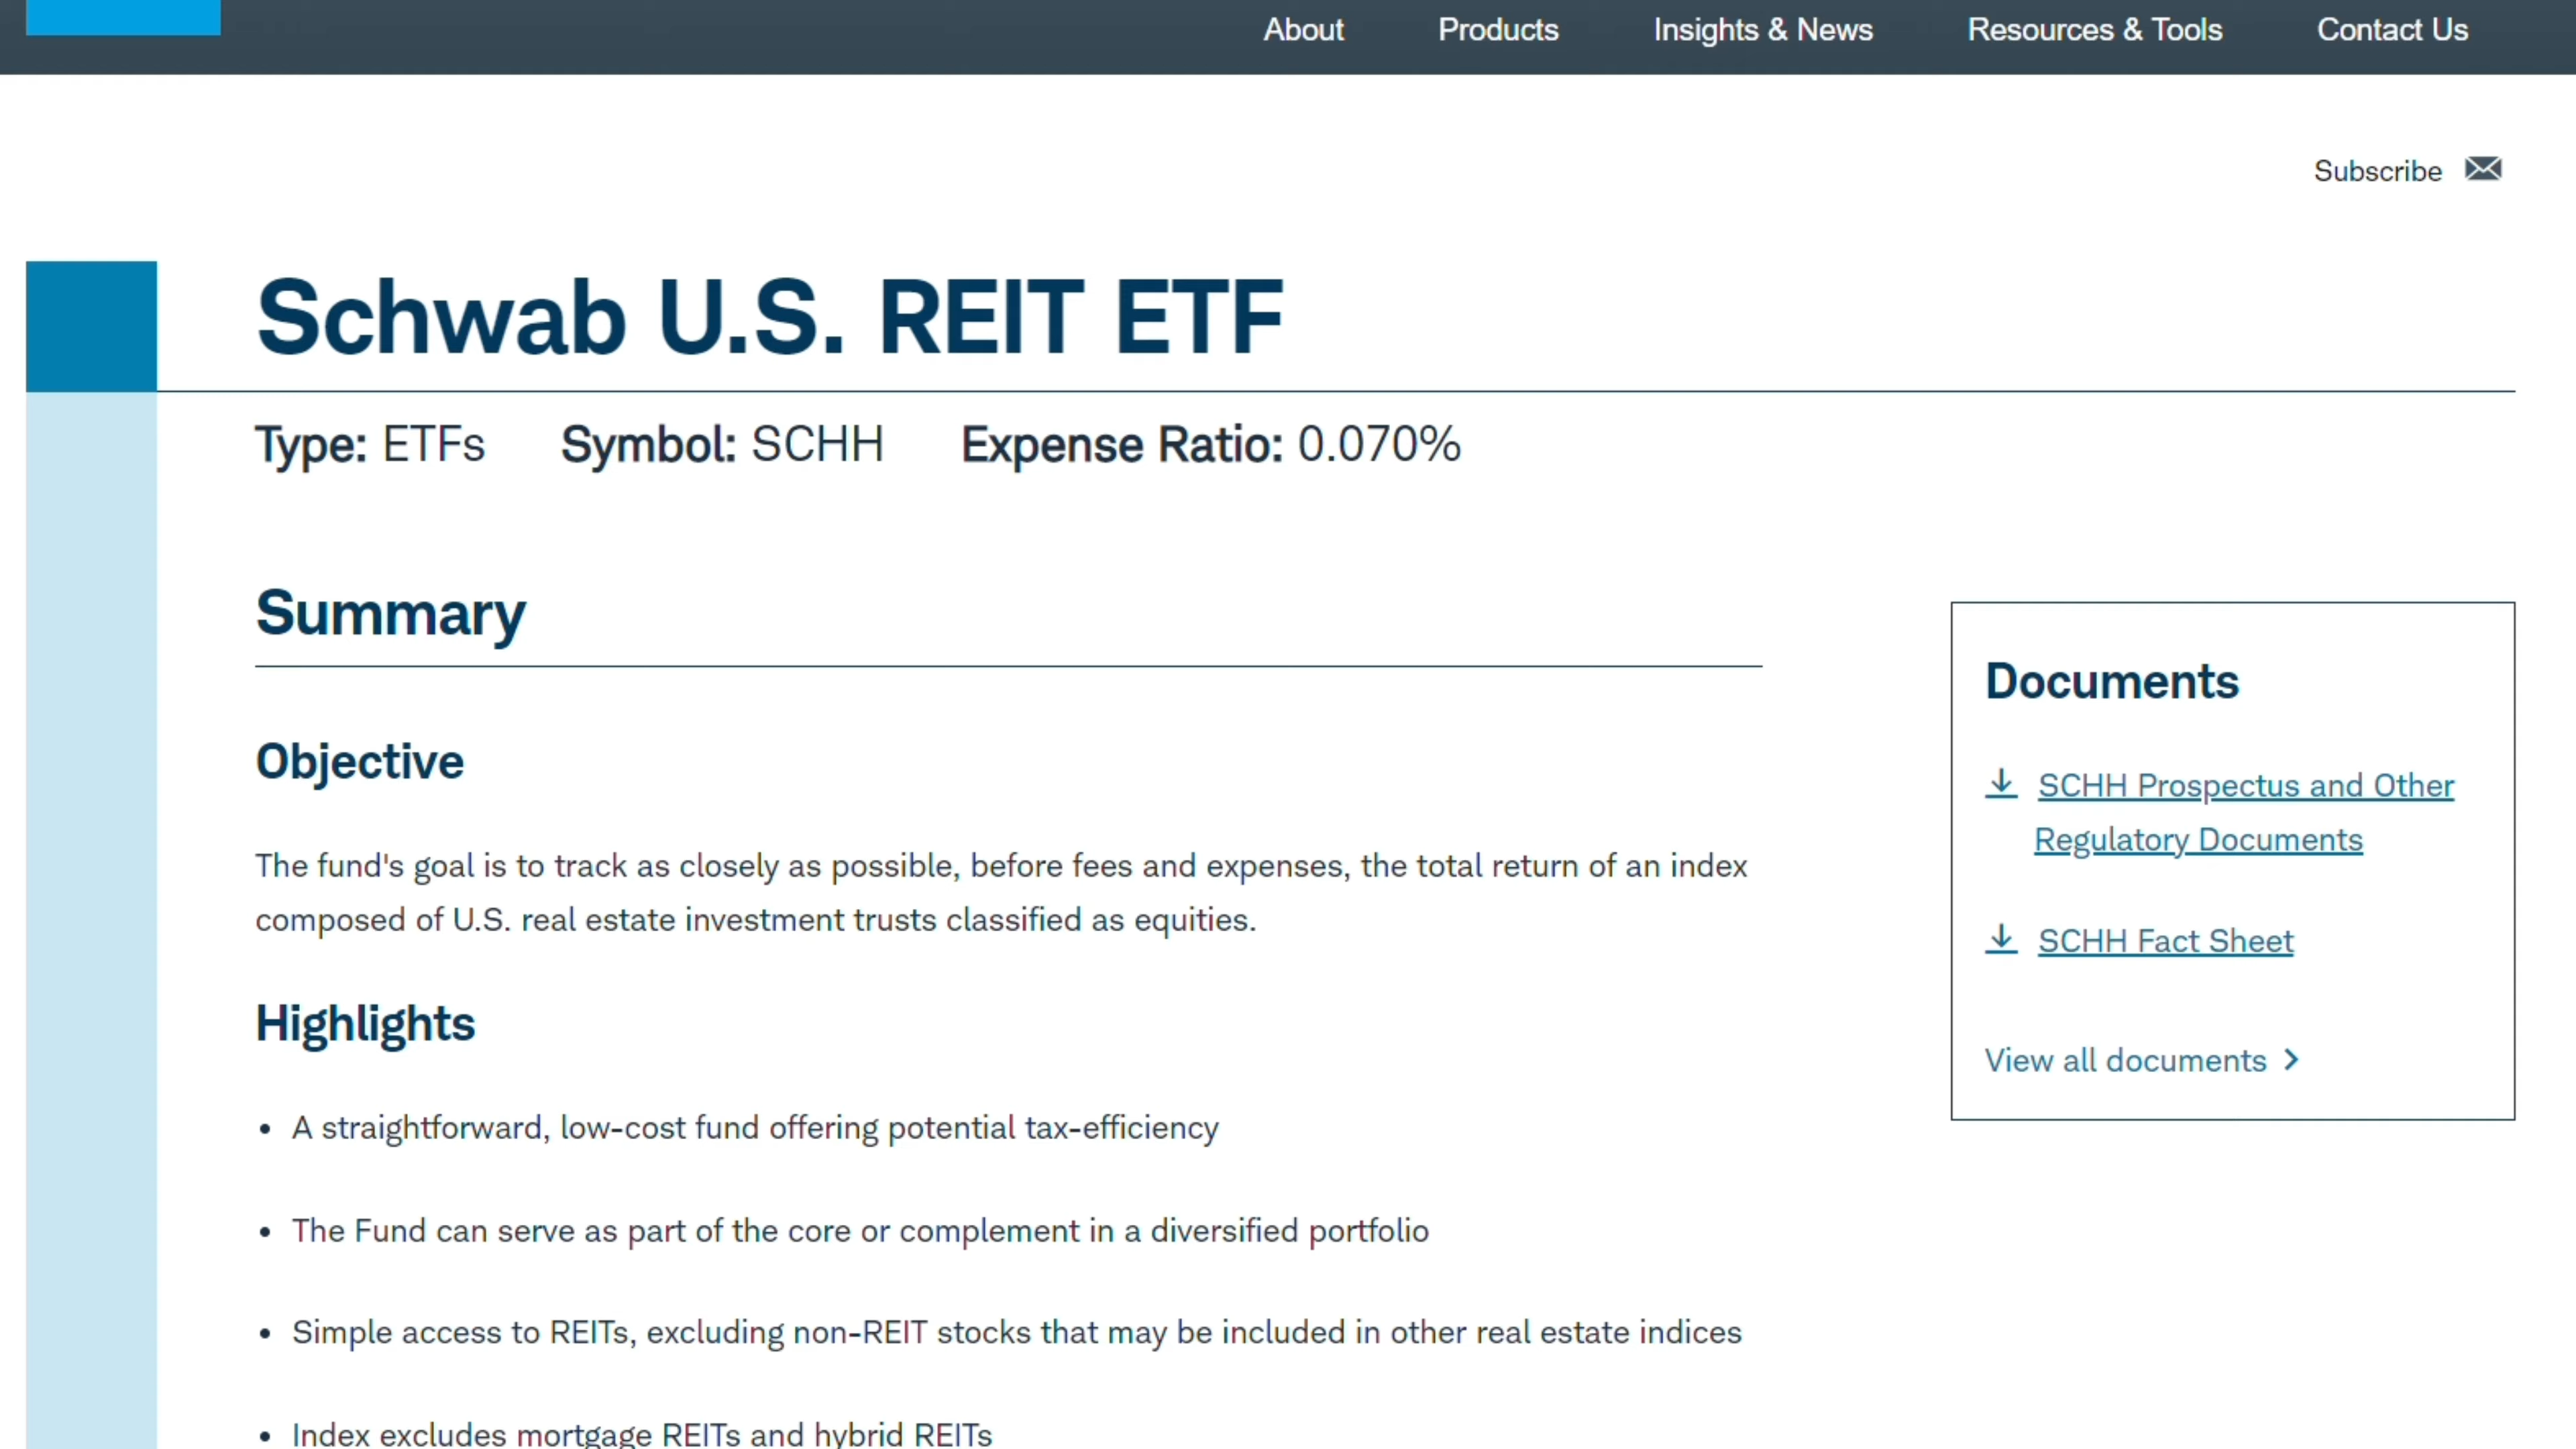 About Products Insights & News Resources & Tools Contact Us
Subscribe
Schwab U.S. REIT ETF
Type: ETFs Symbol: SCHH Expense Ratio: 0.070%
Summary
Objective
The fund's goal is to track as closely as possible, before fees and expenses, the total return of an index
composed of U.S. real estate investment trusts classified as equities.
Highlights
• A straightforward, low-cost fund offering potential tax-efficiency
• The Fund can serve as part of the core or complement in a diversified portfolio
• Simple access to REITs, excluding non-REIT stocks that may be included in other real estate indices
• Index excludes mortgage REITs and hybrid REITs
Documents
SCHH Prospectus and Other
Regulatory Documents
SCHH Fact Sheet
View all documents